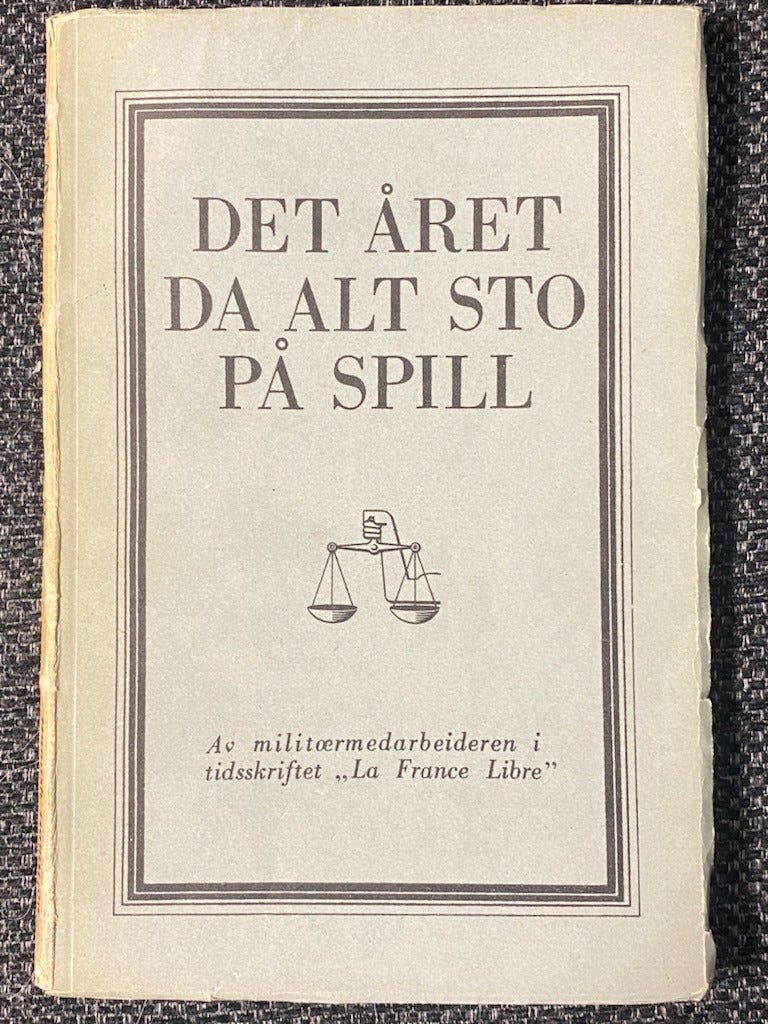 DET ÅRET
DA ALT STO
PÅ SPILL
Av militærmedarbeideren i
tidsskriftet „La France Libre”